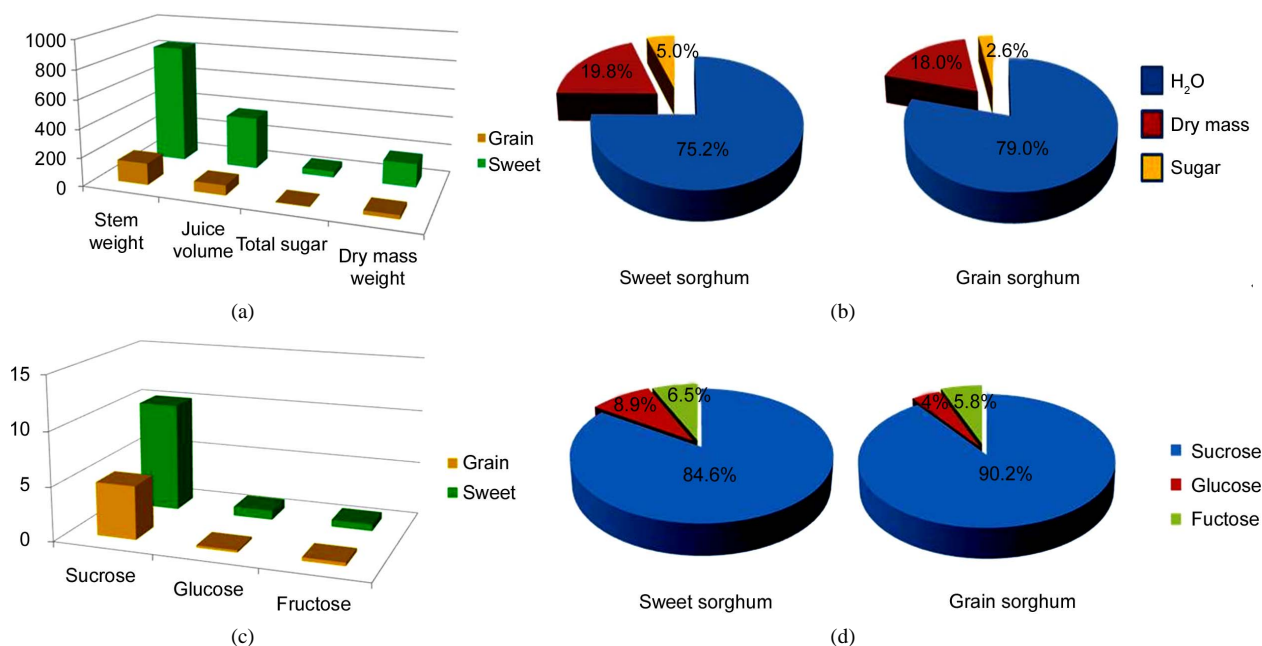 1000
800
600
400
200
0
Stem
weight
Juice
volume
Total sugar
Dry mass
weight
Grain
Sweet
(a)
5.0%
19.8%
75.2%
Sweet sorghum
2.6%
18.0%
79.0%
Grain sorghum
H₂O
Dry mass
Sugar
(b)
15
10
5
0
Sucrose
Glucose
Fructose
Grain
Sweet
(c)
6.5%
8.9%
84.6%
Sweet sorghum
5.8%
4%
90.2%
Grain sorghum
Sucrose
Glucose
Fuctose
(d)